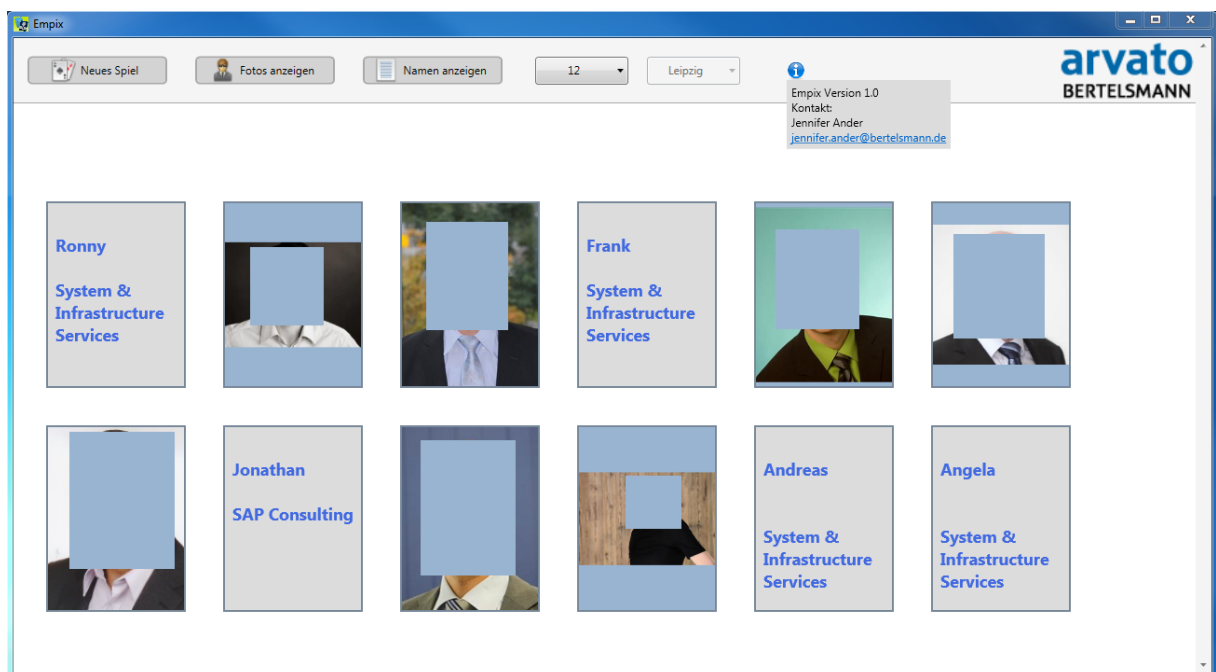 Empix
Neues Spiel
Fotos anzeigen
Namen anzeigen
12
Leipzig
arvato
BERTELSMANN
Empix Version 1.0
Kontakt:
Jennifer Ander
jennifer.ander@bertelsmann.de
Ronny
System &
Infrastructure
Services
Frank
System &
Infrastructure
Services
Jonathan
SAP Consulting
Andreas
System &
Infrastructure
Services
Angela
System &
Infrastructure
Services